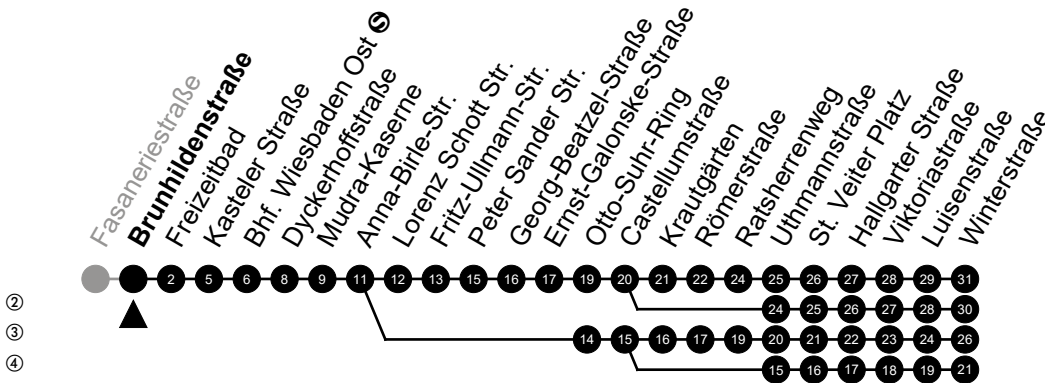 Fasaneriestraße
Brunhildenstraße
Freizeitbad
Kasteler Straße
Bhf. Wiesbaden Ost S
Dyckerhoffstraße
Mudra-Kaserne
Anna-Birle-Str.
Lorenz Schott Str.
Fritz-Ullmann-Str.
Peter Sander Str.
Georg-Beatzel-Straße
Ernst-Galonske-Straße
Otto-Suhr-Ring
Castellumstraße
Krautgärten
Römerstraße
Ratsherrenweg
Uthmannstraße
St. Veiter Platz
Hallgarter Straße
Viktoriastraße
Luisenstraße
Winterstraße
2 5 6 8 9 11 12 13 15 16 17 19 20 21 22 24 25 26 27 28 29 31
② 24 25 26 27 28 30
③ 14 15 16 17 19 20 21 22 23 24 26
④ 15 16 17 18 19 21